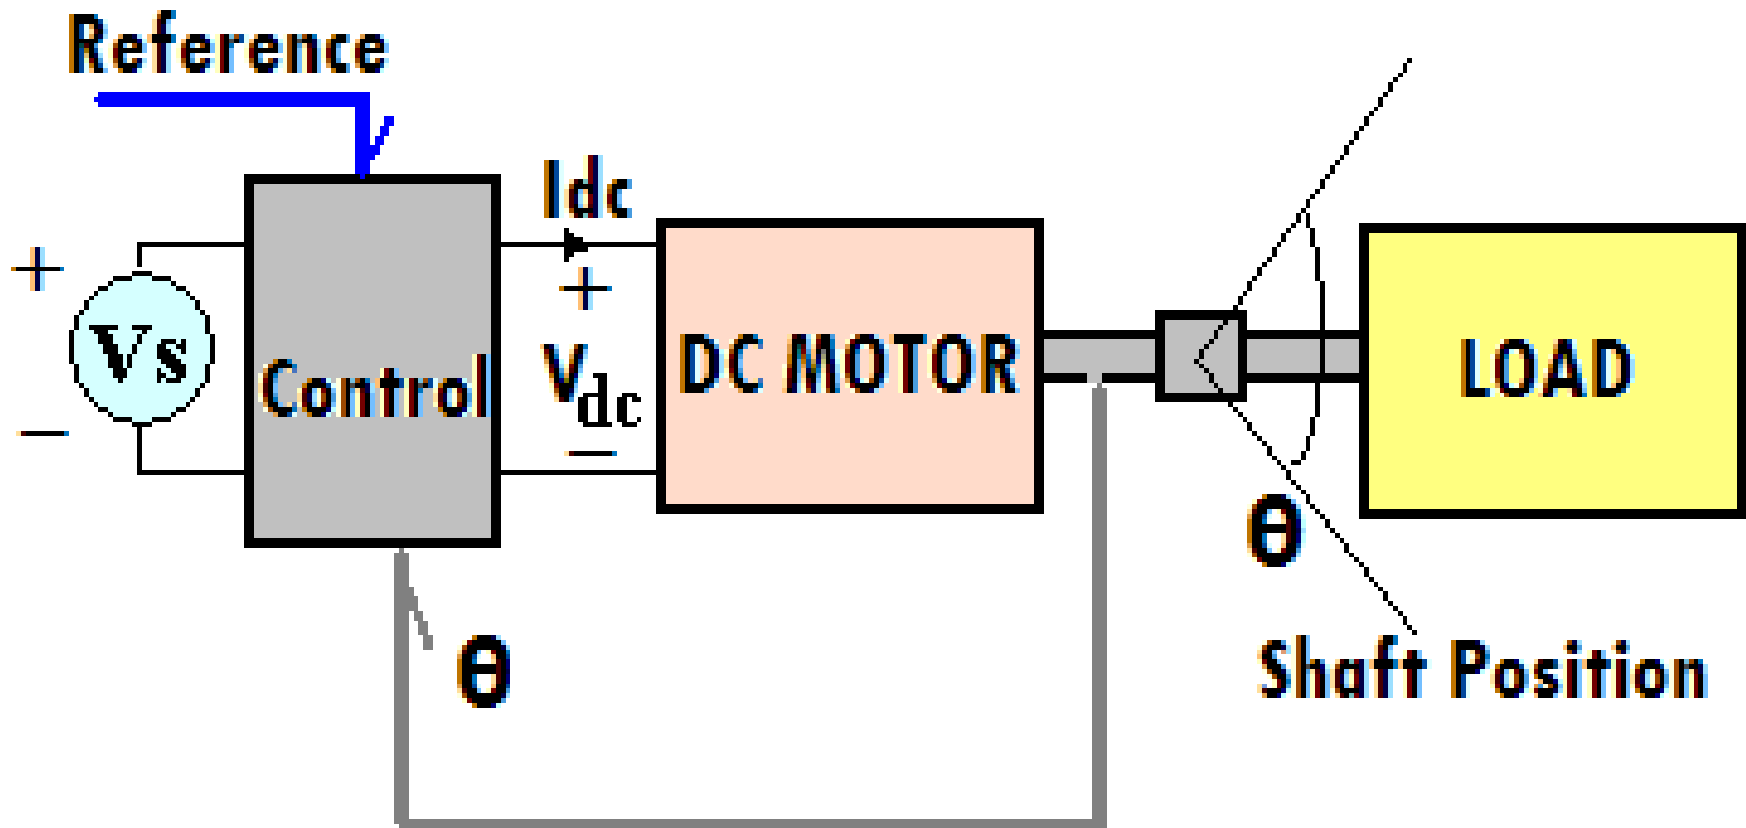 Reference
Idc
+
+
Vs
Control
Vdc
DC MOTOR
LOAD
−
−
θ
θ
Shaft Position